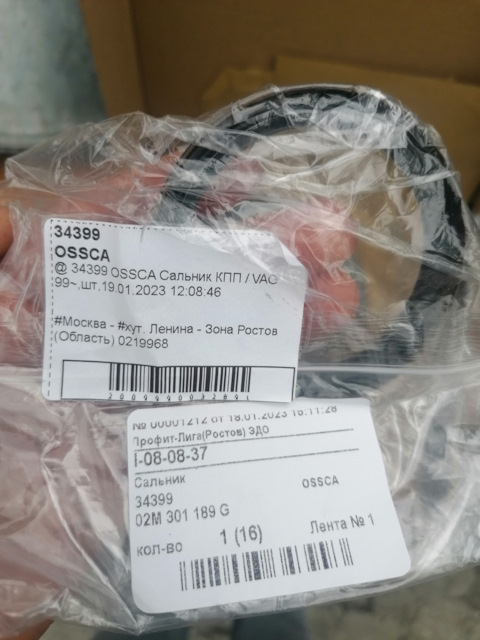 34399
OSSCA
@ 34399 OSSCA Сальник КПП / VAG
99~,шт.19.01.2023 12:08:46
#Москва - #хут. Ленина - Зона Ростов
(Область) 0219968
№ 00001212 от 18.01.2023 16:11:28
Профит-Лига(Ростов) ЭДО
I-08-08-37
Сальник
OSSCA
34399
02M 301 189 G
кол-во 1 (16) Лента № 1